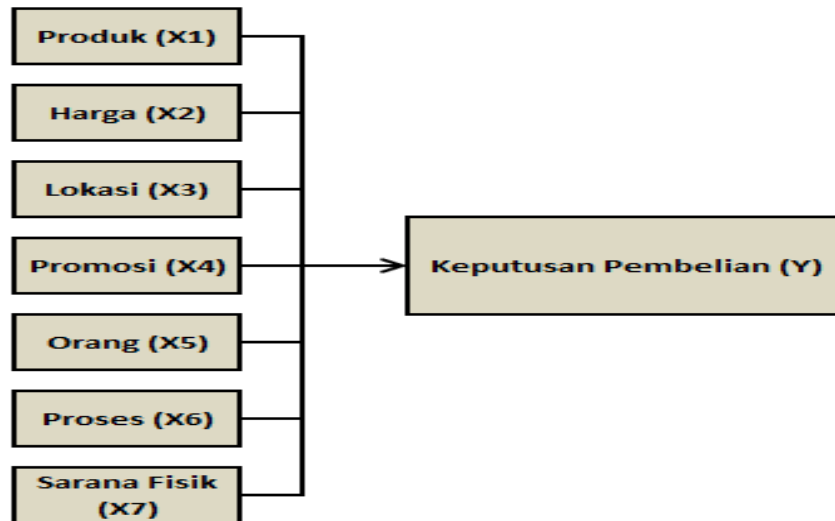 Produk (X1)
Harga (X2)
Lokasi (X3)
Promosi (X4)
Orang (X5)
Proses (X6)
Sarana Fisik
(X7)
Keputusan Pembelian (Y)